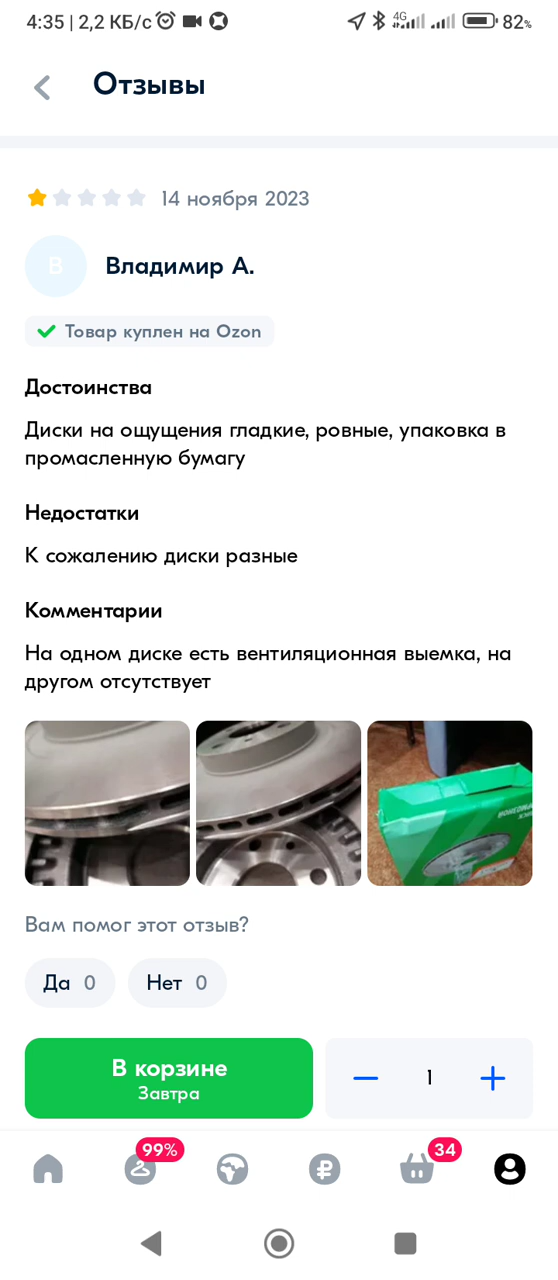 4:35 | 2,2 КБ/с
4G
82%
Отзывы
14 ноября 2023
В
Владимир А.
Товар куплен на Ozon
Достоинства
Диски на ощущения гладкие, ровные, упаковка в
промасленную бумагу
Недостатки
К сожалению диски разные
Комментарии
На одном диске есть вентиляционная выемка, на
другом отсутствует
Вам помог этот отзыв?
Да 0
Нет 0
В корзине
Завтра
1
99%
34